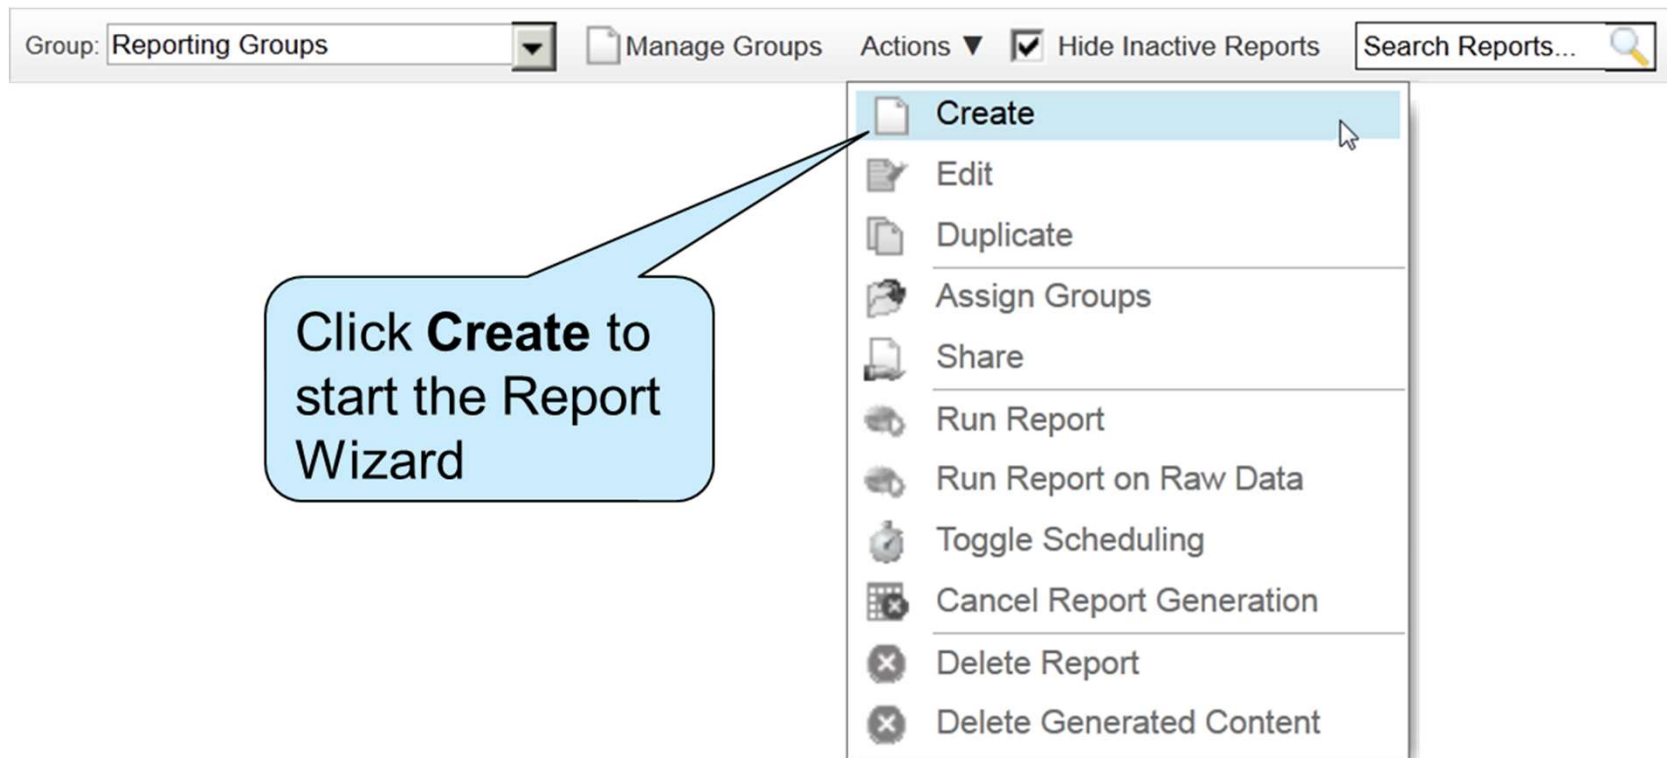 Group: Reporting Groups Manage Groups Actions ▼ Hide Inactive Reports Search Reports...
Create
Edit
Duplicate
Assign Groups
Share
Run Report
Run Report on Raw Data
Toggle Scheduling
Cancel Report Generation
Delete Report
Delete Generated Content
Click Create to
start the Report
Wizard